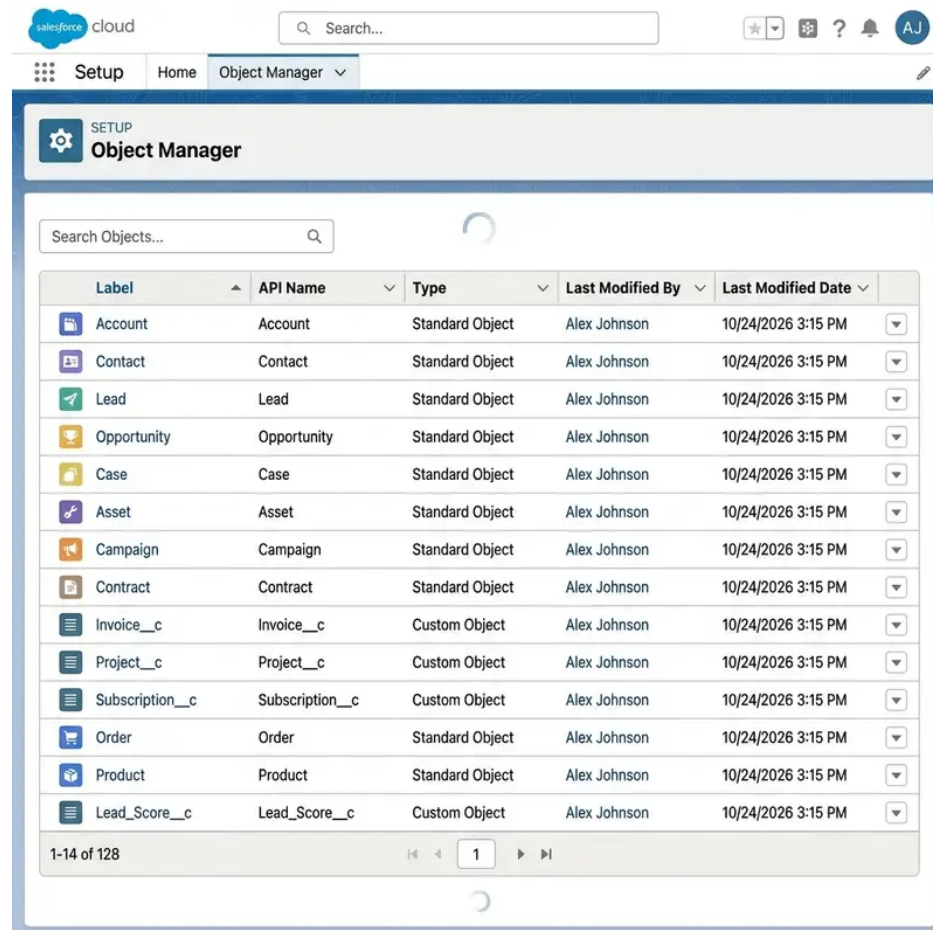 salesforce cloud
Search...
AJ
Setup Home Object Manager
SETUP
Object Manager
Search Objects...
Label API Name Type Last Modified By Last Modified Date
Account Account Standard Object Alex Johnson 10/24/2026 3:15 PM
Contact Contact Standard Object Alex Johnson 10/24/2026 3:15 PM
Lead Lead Standard Object Alex Johnson 10/24/2026 3:15 PM
Opportunity Opportunity Standard Object Alex Johnson 10/24/2026 3:15 PM
Case Case Standard Object Alex Johnson 10/24/2026 3:15 PM
Asset Asset Standard Object Alex Johnson 10/24/2026 3:15 PM
Campaign Campaign Standard Object Alex Johnson 10/24/2026 3:15 PM
Contract Contract Standard Object Alex Johnson 10/24/2026 3:15 PM
Invoice__c Invoice__c Custom Object Alex Johnson 10/24/2026 3:15 PM
Project__c Project__c Custom Object Alex Johnson 10/24/2026 3:15 PM
Subscription__c Subscription__c Custom Object Alex Johnson 10/24/2026 3:15 PM
Order Order Standard Object Alex Johnson 10/24/2026 3:15 PM
Product Product Standard Object Alex Johnson 10/24/2026 3:15 PM
Lead_Score__c Lead_Score__c Custom Object Alex Johnson 10/24/2026 3:15 PM
1-14 of 128 1